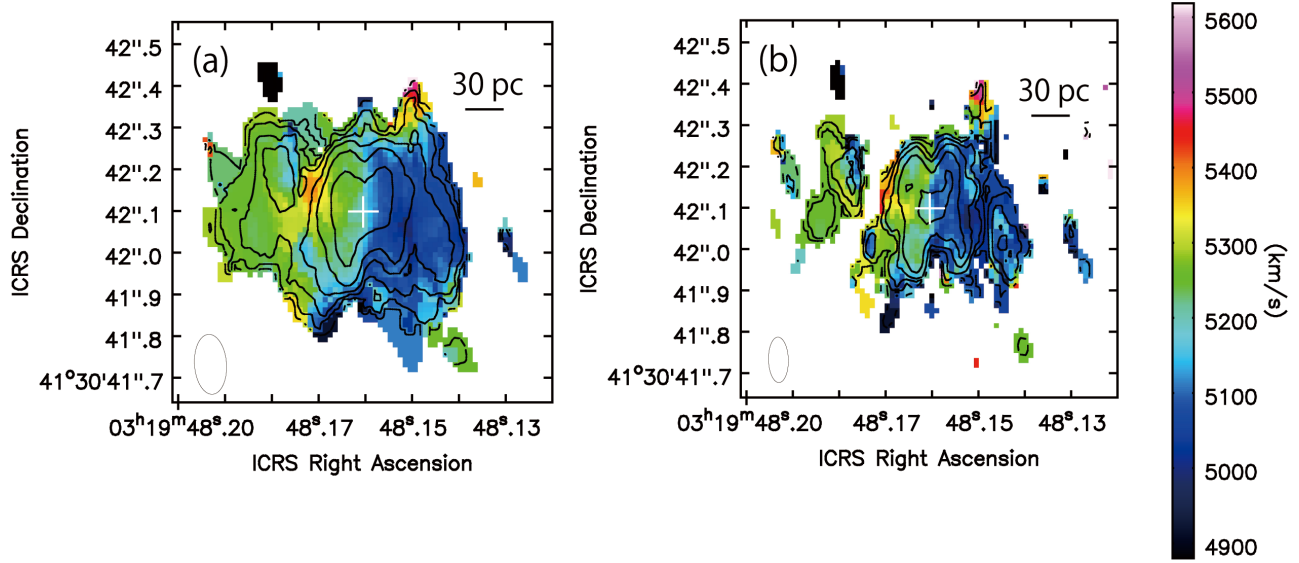 (a)
30 pc
42".5
42".4
42".3
42".2
42".1
42".0
41".9
41".8
41°30'41".7
03ʰ19ᵐ48ˢ.20
48ˢ.17
48ˢ.15
48ˢ.13
ICRS Right Ascension
ICRS Declination
(b)
30 pc
42".5
42".4
42".3
42".2
42".1
42".0
41".9
41".8
41°30'41".7
03ʰ19ᵐ48ˢ.20
48ˢ.17
48ˢ.15
48ˢ.13
ICRS Right Ascension
ICRS Declination
5600
5500
5400
5300
5200
5100
5000
4900
(km/s)